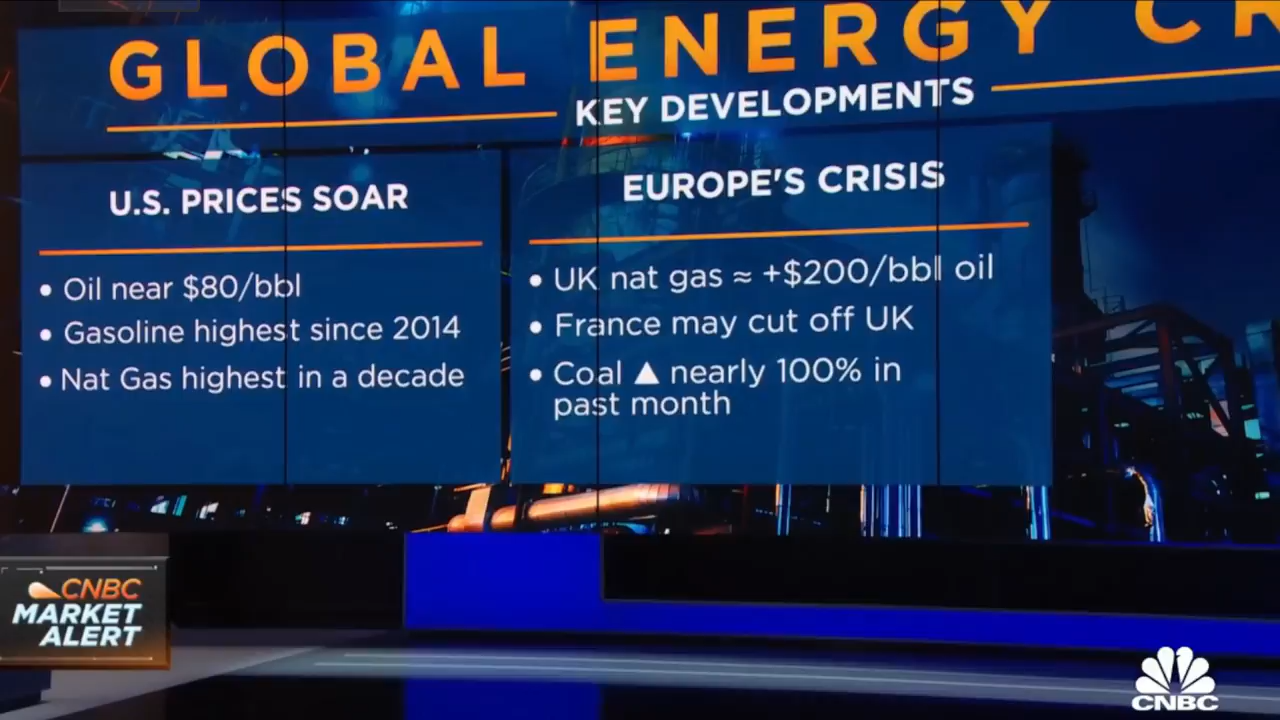 GLOBAL ENERGY CR
KEY DEVELOPMENTS
U.S. PRICES SOAR
• Oil near $80/bbl
• Gasoline highest since 2014
• Nat Gas highest in a decade
EUROPE'S CRISIS
• UK nat gas ≈ +$200/bbl oil
• France may cut off UK
• Coal ▲ nearly 100% in
past month
CNBC
MARKET
ALERT
CNBC